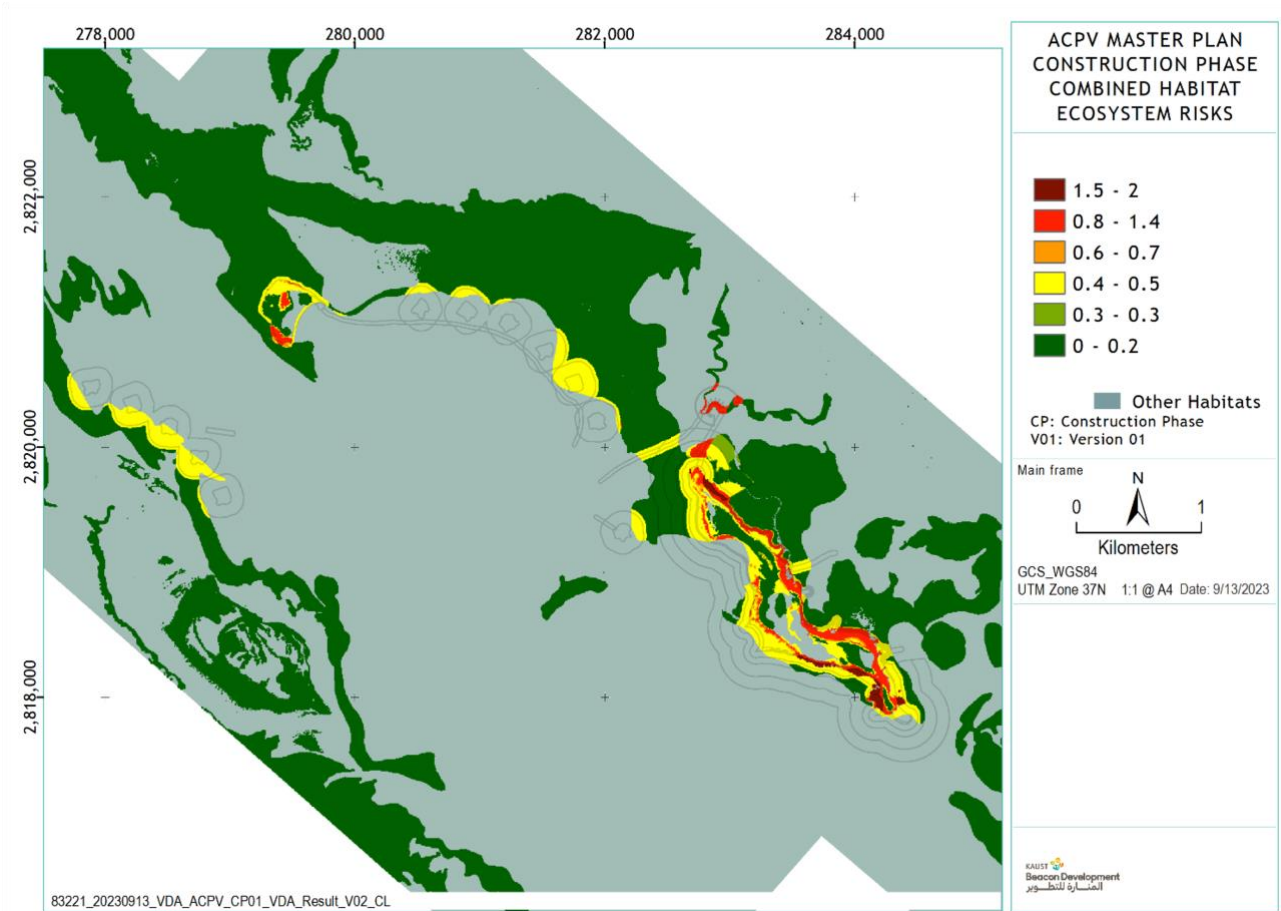 278,000
280,000
282,000
284,000
2,822,000
2,820,000
2,818,000
83221_20230913_VDA_ACPV_CP01_VDA_Result_V02_CL
ACPV MASTER PLAN
CONSTRUCTION PHASE
COMBINED HABITAT
ECOSYSTEM RISKS
1.5 - 2
0.8 - 1.4
0.6 - 0.7
0.4 - 0.5
0.3 - 0.3
0 - 0.2
Other Habitats
CP: Construction Phase
V01: Version 01
Main frame
N
0 1
Kilometers
GCS_WGS84
UTM Zone 37N 1:1 @ A4 Date: 9/13/2023
KAUST
Beacon Development
المنـــارة للتطـــوير